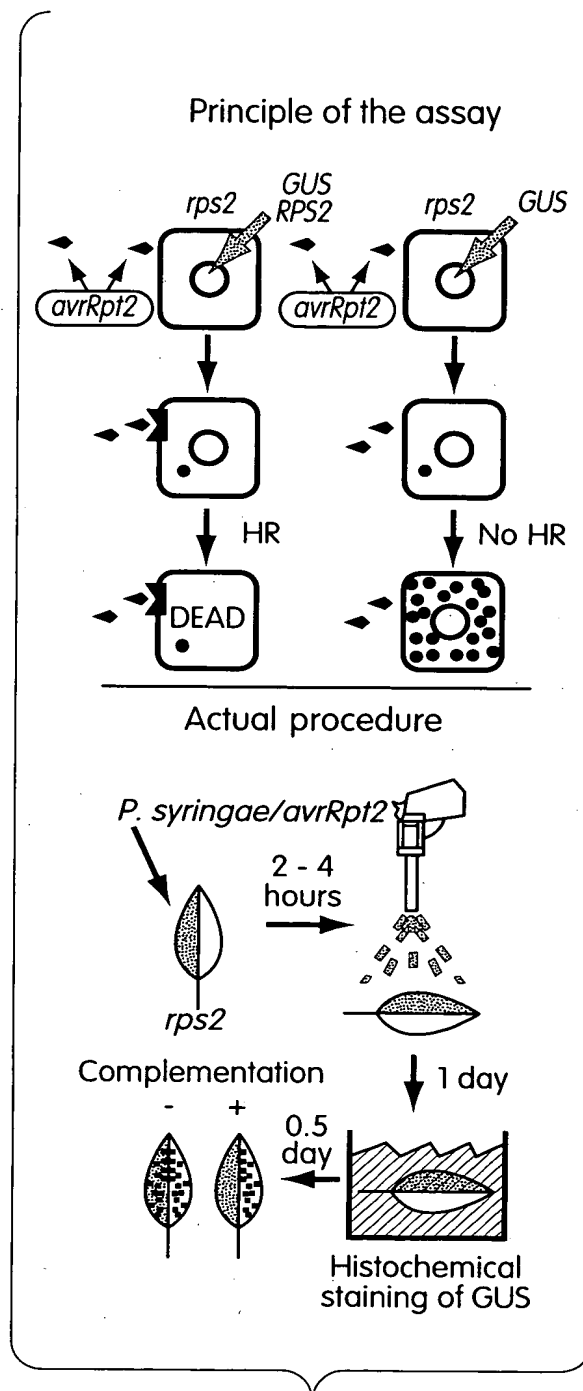 Principle of the assay
GUS
RPS2
rps2
avrRpt2
GUS
rps2
avrRpt2
HR
No HR
DEAD
Actual procedure
P. syringae/avrRpt2
2 - 4
hours
rps2
1 day
Complementation
- +
0.5
day
Histochemical
staining of GUS